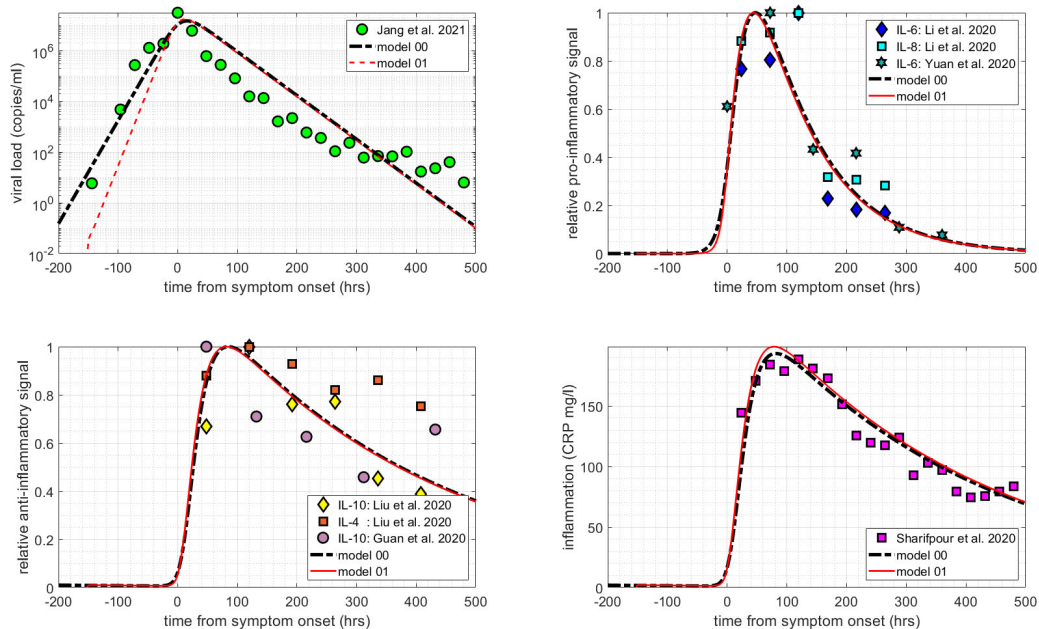 viral load (copies/ml)
10^6
10^4
10^2
10^0
10^-2
-200 -100 0 100 200 300 400 500
time from symptom onset (hrs)
Jang et al. 2021
model 00
model 01
relative pro-inflammatory signal
1
0.8
0.6
0.4
0.2
0
-200 -100 0 100 200 300 400 500
time from symptom onset (hrs)
IL-6: Li et al. 2020
IL-8: Li et al. 2020
IL-6: Yuan et al. 2020
model 00
model 01
relative anti-inflammatory signal
1
0.8
0.6
0.4
0.2
0
-200 -100 0 100 200 300 400 500
time from symptom onset (hrs)
IL-10: Liu et al. 2020
IL-4 : Liu et al. 2020
IL-10: Guan et al. 2020
model 00
model 01
inflammation (CRP mg/l)
150
100
50
0
-200 -100 0 100 200 300 400 500
time from symptom onset (hrs)
Sharifpour et al. 2020
model 00
model 01